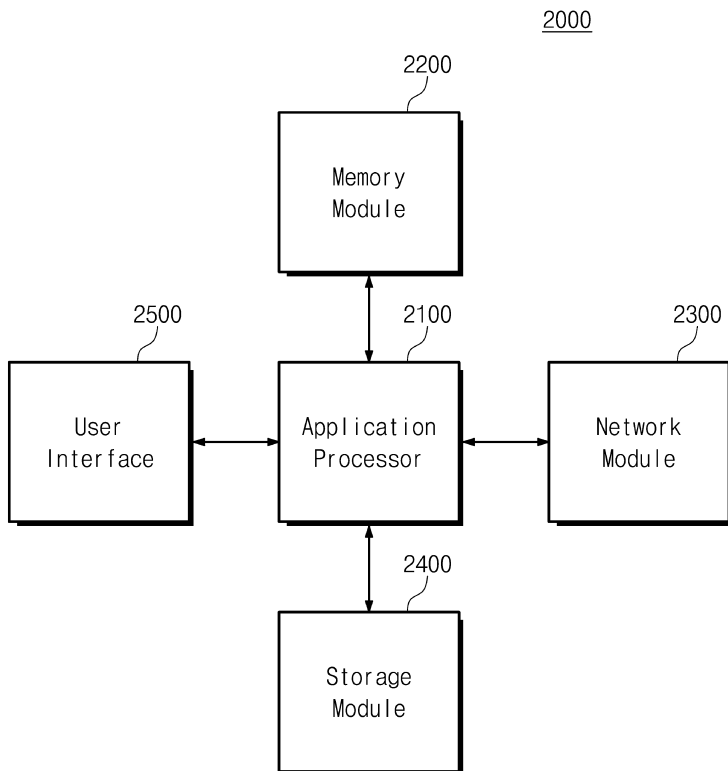 2000
2200
Memory
Module
2500
2100
2300
User
Interface
Application
Processor
Network
Module
2400
Storage
Module